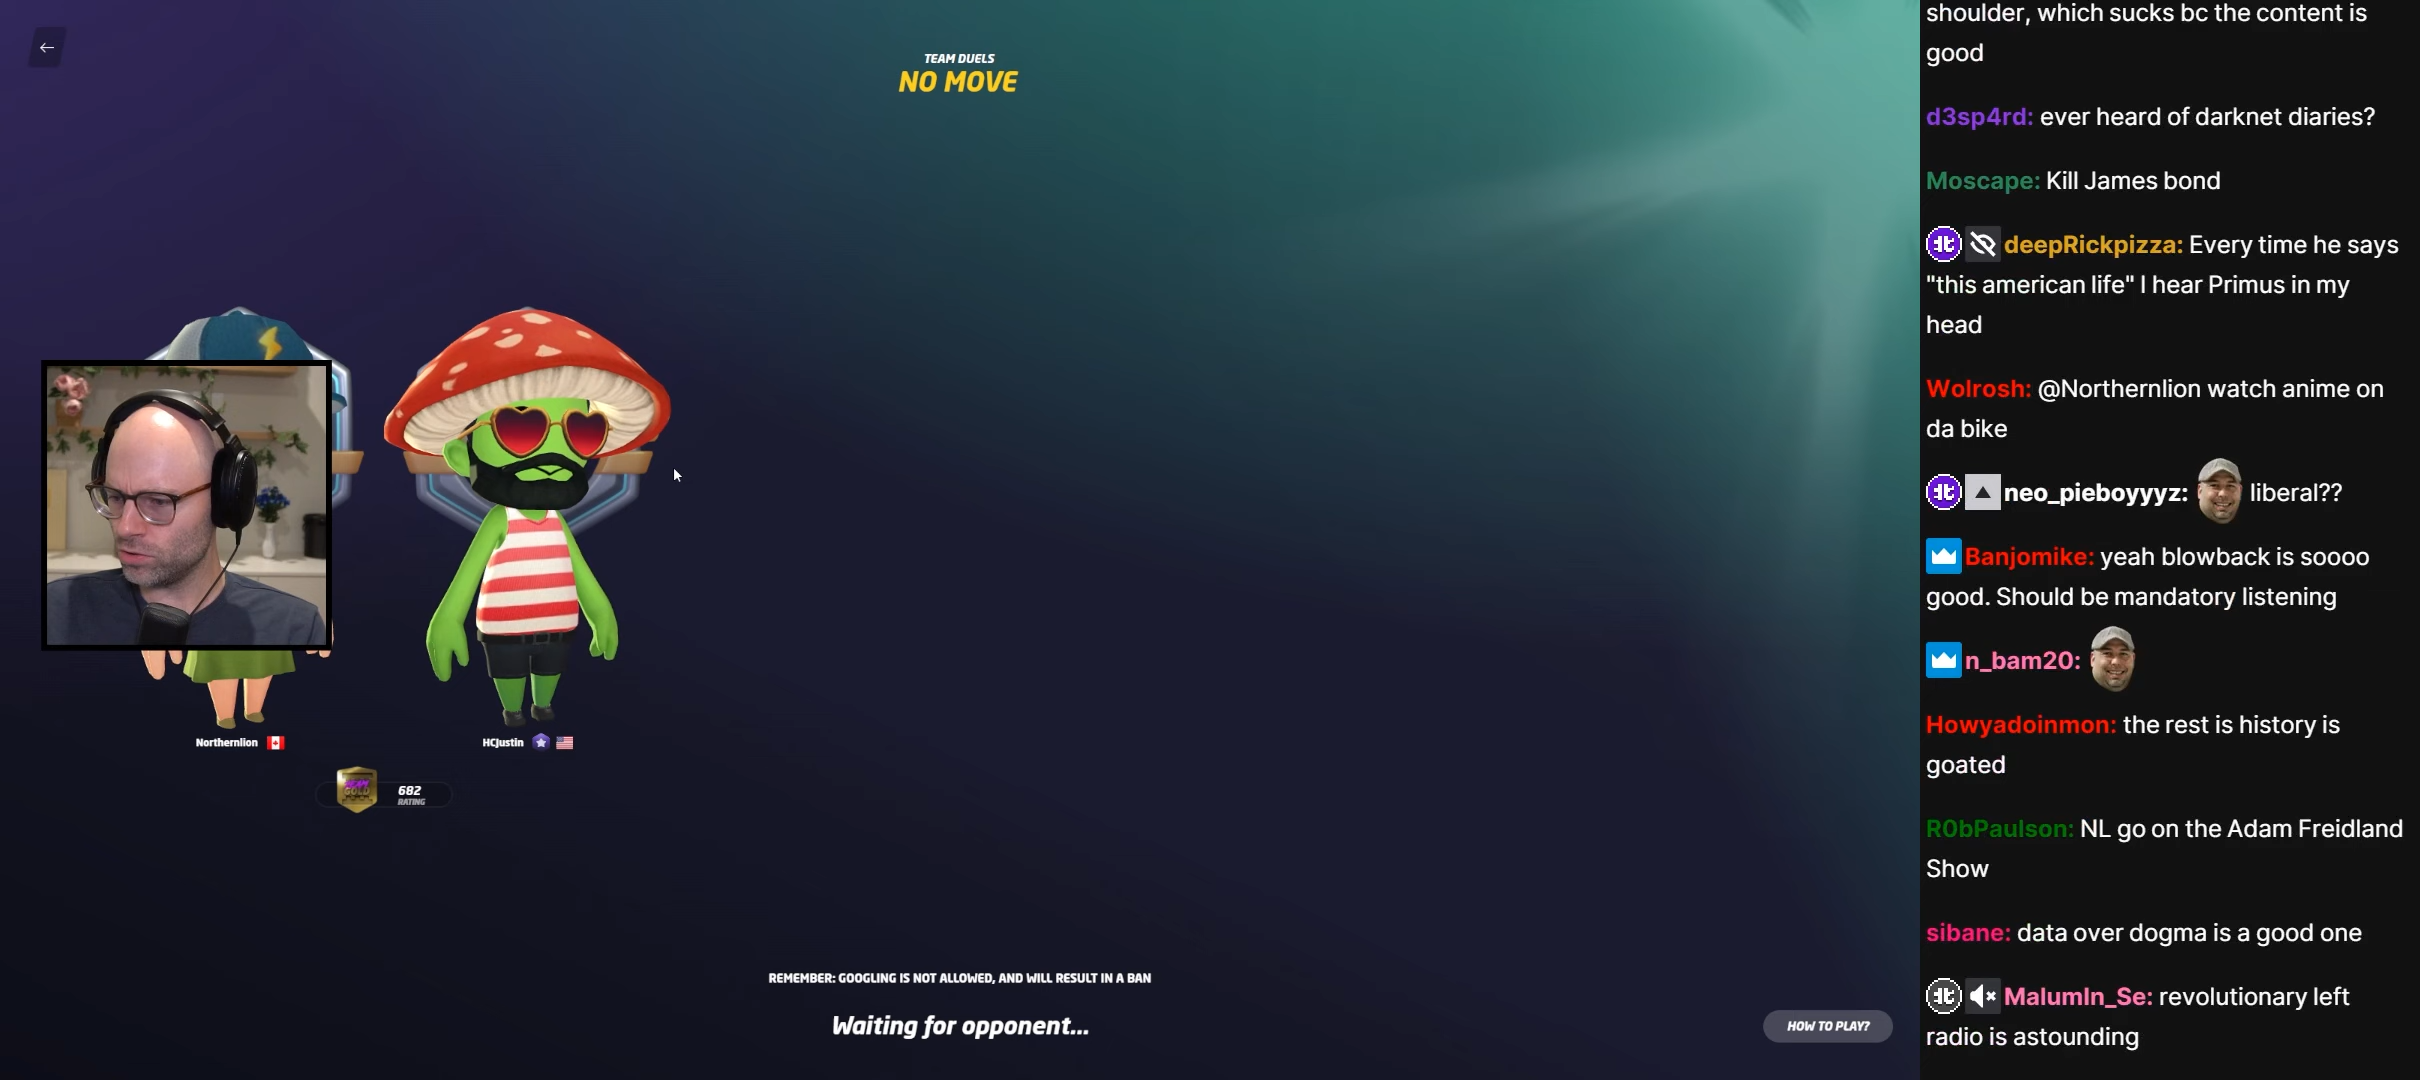 TEAM DUELS
NO MOVE
Northernlion
HCJustin
682
RATING
REMEMBER: GOOGLING IS NOT ALLOWED, AND WILL RESULT IN A BAN
Waiting for opponent...
HOW TO PLAY?
shoulder, which sucks bc the content is
good
d3sp4rd: ever heard of darknet diaries?
Moscape: Kill James bond
deepRickpizza: Every time he says
"this american life" I hear Primus in my
head
Wolrosh: @Northernlion watch anime on
da bike
neo_pieboyyyz: liberal??
Banjomike: yeah blowback is soooo
good. Should be mandatory listening
n_bam20:
Howyadoinmon: the rest is history is
goated
R0bPaulson: NL go on the Adam Freidland
Show
sibane: data over dogma is a good one
MalumIn_Se: revolutionary left
radio is astounding